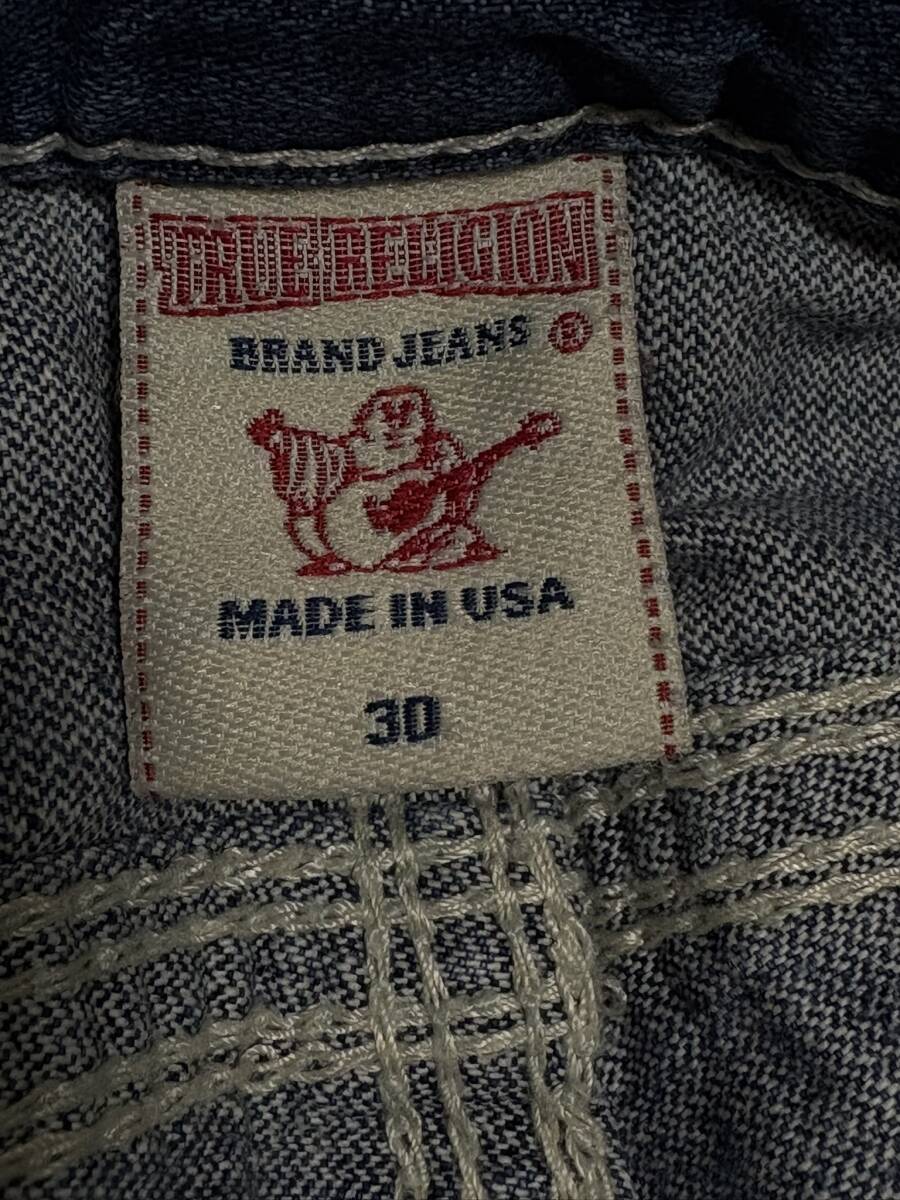 TRUE RELIGION
BRAND JEANS ®
MADE IN USA
30